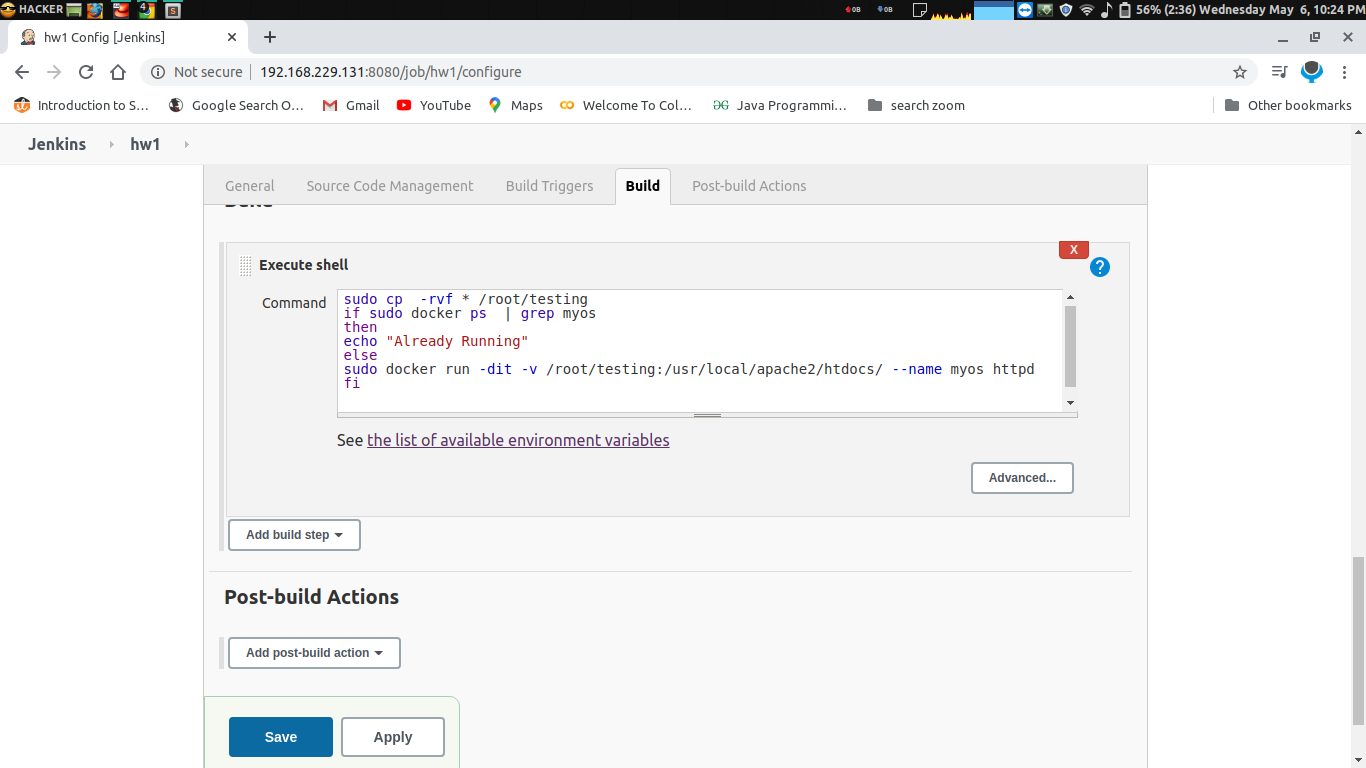 HACKER
4
S
0B
0B
56% (2:36) Wednesday May 6, 10:24 PM
hw1 Config [Jenkins]
Not secure
192.168.229.131:8080/job/hw1/configure
Introduction to S...
Google Search O...
Gmail
YouTube
Maps
Welcome To Col...
Java Programmi...
search zoom
Other bookmarks
Jenkins
hw1
General
Source Code Management
Build Triggers
Build
Post-build Actions
Build
X
Execute shell
?
Command
sudo cp  -rvf * /root/testing
if sudo docker ps  | grep myos
then
echo "Already Running"
else
sudo docker run -dit -v /root/testing:/usr/local/apache2/htdocs/ --name myos httpd
fi
See the list of available environment variables
Advanced...
Add build step
Post-build Actions
Add post-build action
Save
Apply